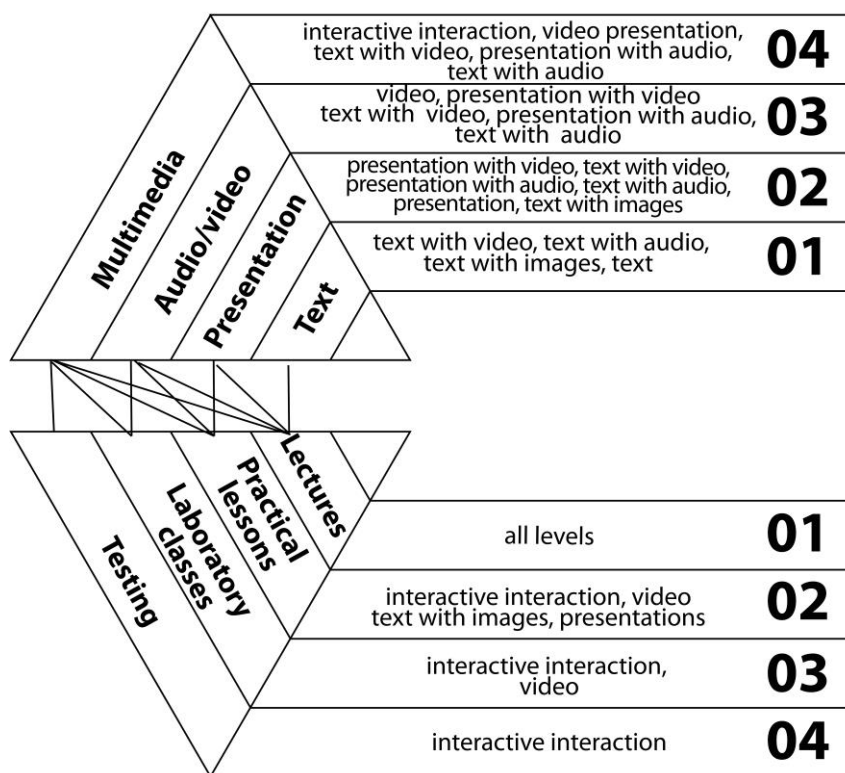 interactive interaction, video presentation,
text with video, presentation with audio,
text with audio
04
video, presentation with video
text with video, presentation with audio,
text with audio
03
presentation with video, text with video,
presentation with audio, text with audio,
presentation, text with images
02
text with video, text with audio,
text with images, text
01
Multimedia
Audio/video
Presentation
Text
Testing
Laboratory
classes
Practical
lessons
Lectures
all levels
01
interactive interaction, video
text with images, presentations
02
interactive interaction,
video
03
interactive interaction
04